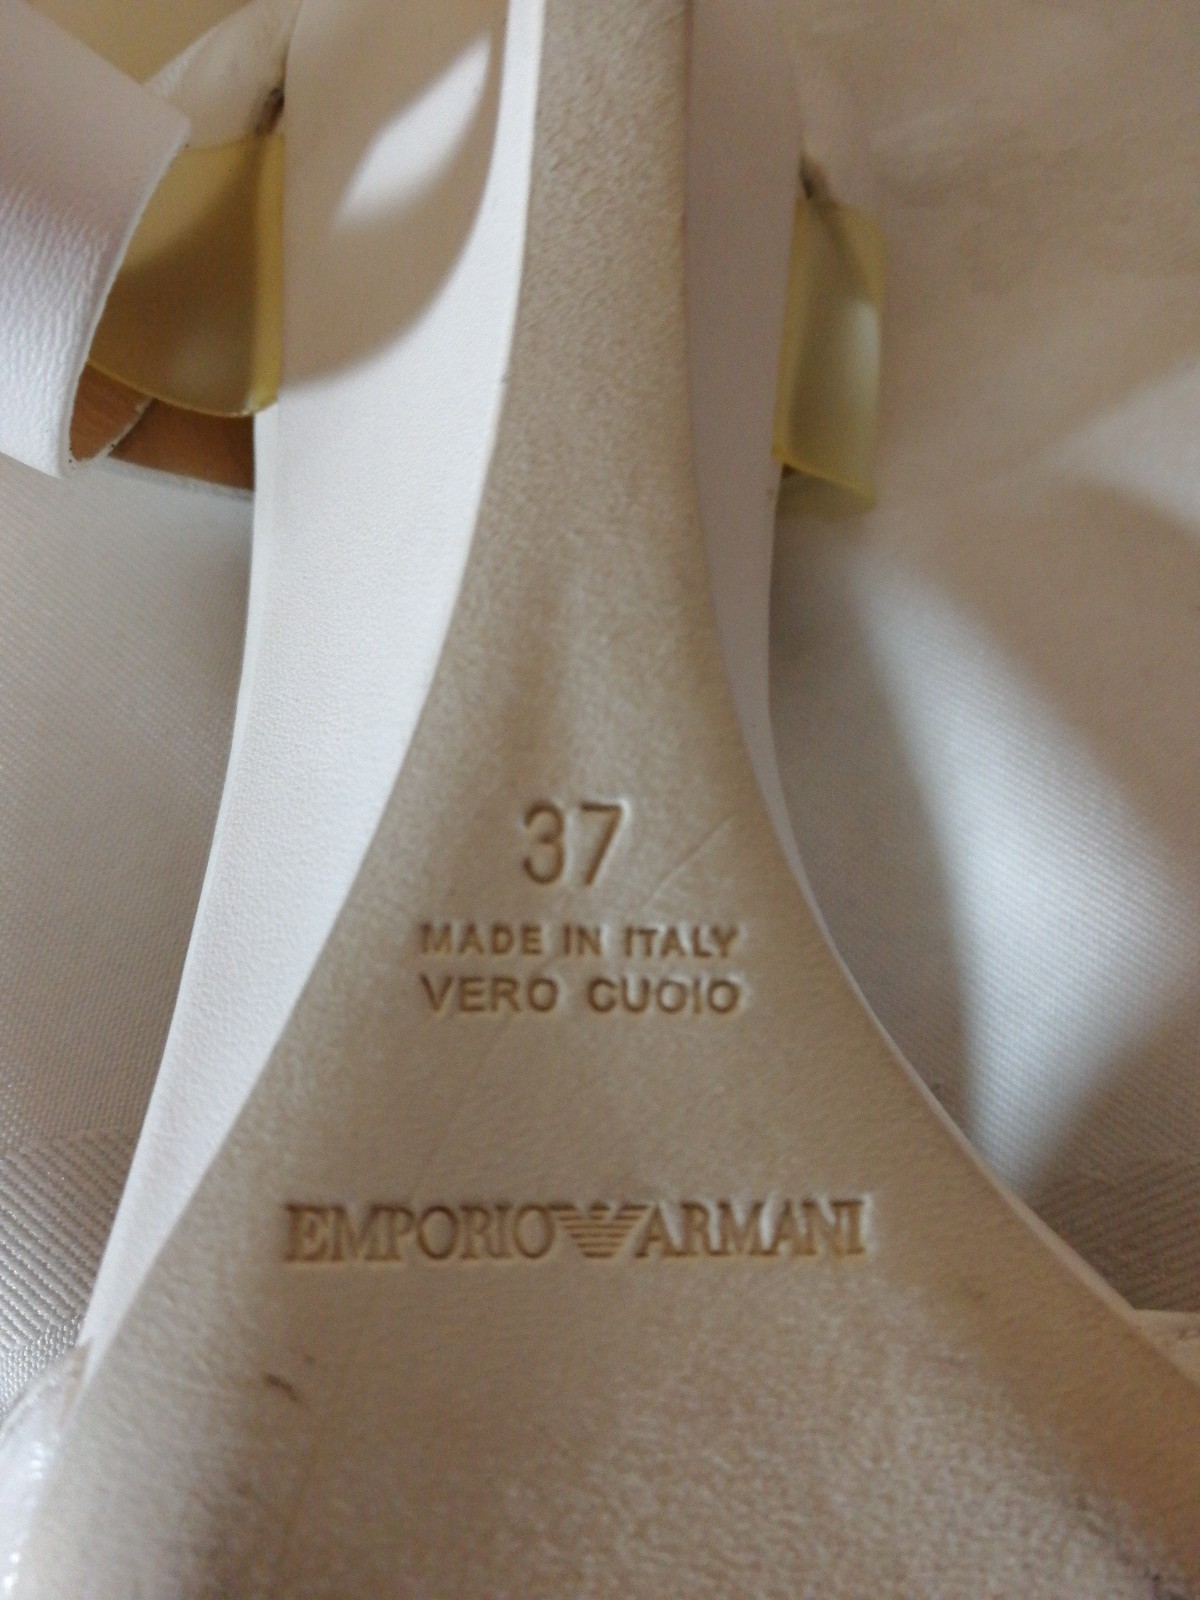 37
MADE IN ITALY
VERO CUOIO
EMPORIO ARMANI